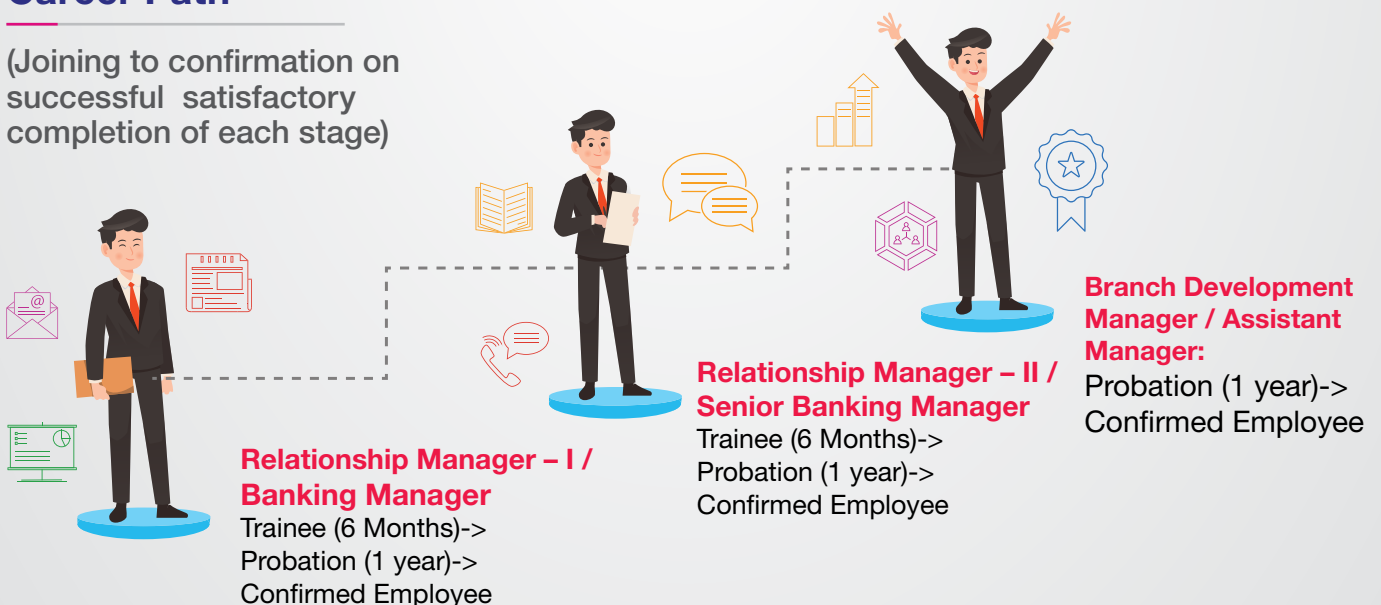 Career Path
(Joining to confirmation on
successful satisfactory
completion of each stage)
@
Relationship Manager – I /
Banking Manager
Trainee (6 Months)->
Probation (1 year)->
Confirmed Employee
Relationship Manager – II /
Senior Banking Manager
Trainee (6 Months)->
Probation (1 year)->
Confirmed Employee
Branch Development
Manager / Assistant
Manager:
Probation (1 year)->
Confirmed Employee